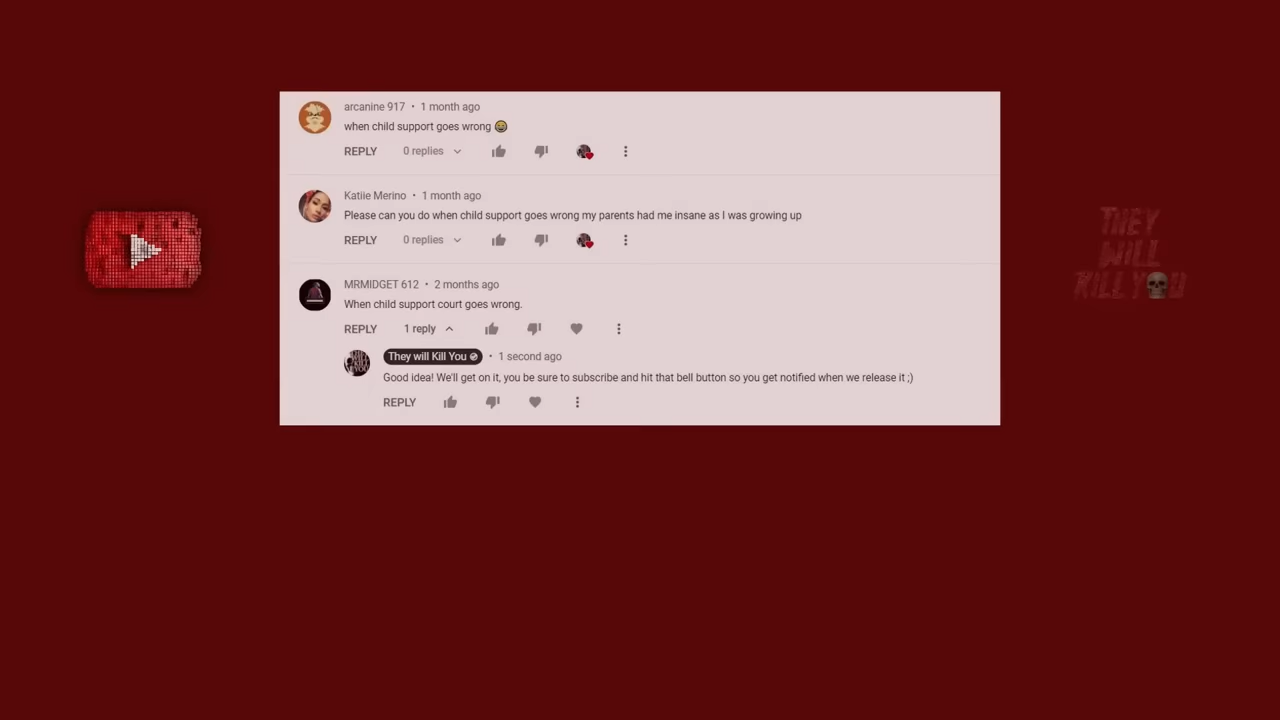 arcanine 917 • 1 month ago
when child support goes wrong 😂
REPLY 0 replies
Katiie Merino • 1 month ago
Please can you do when child support goes wrong my parents had me insane as I was growing up
REPLY 0 replies
MRMIDGET 612 • 2 months ago
When child support court goes wrong.
REPLY 1 reply
They will Kill You • 1 second ago
Good idea! We'll get on it, you be sure to subscribe and hit that bell button so you get notified when we release it ;)
REPLY
THEY
WILL
KILL YOU